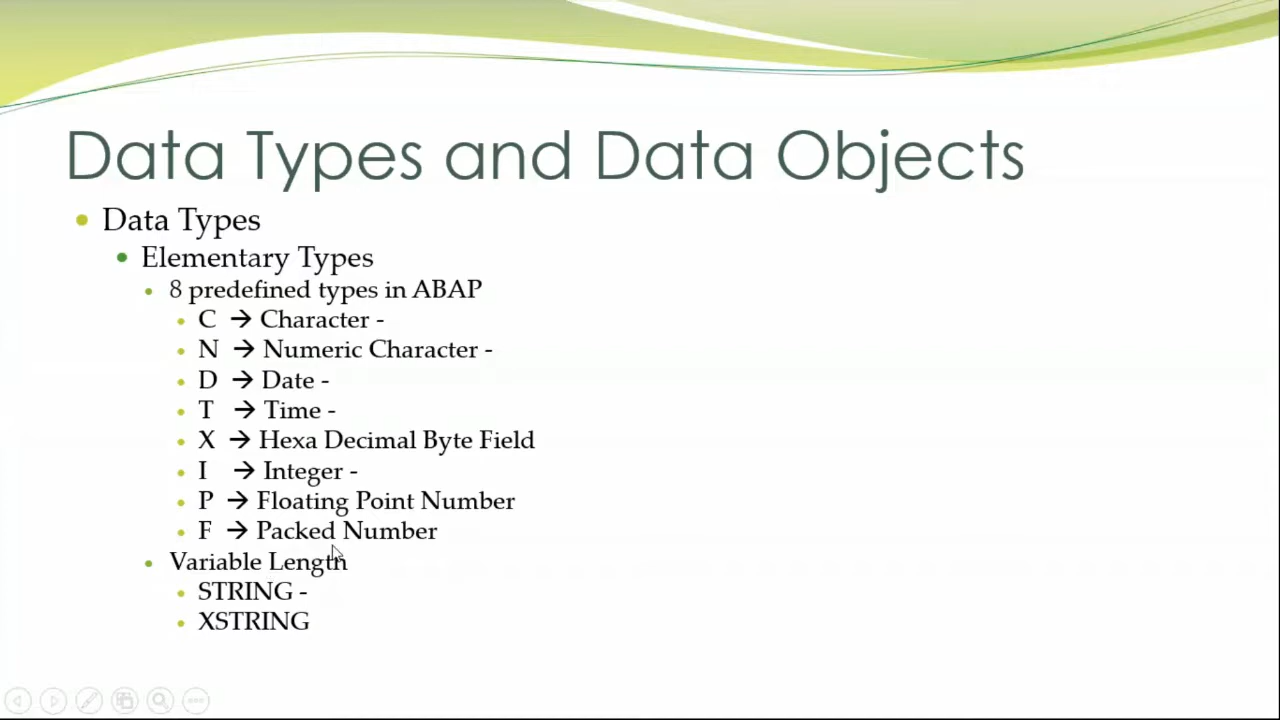 Data Types and Data Objects
Data Types
Elementary Types
8 predefined types in ABAP
C → Character -
N → Numeric Character -
D → Date -
T → Time -
X → Hexa Decimal Byte Field
I → Integer -
P → Floating Point Number
F → Packed Number
Variable Length
STRING -
XSTRING